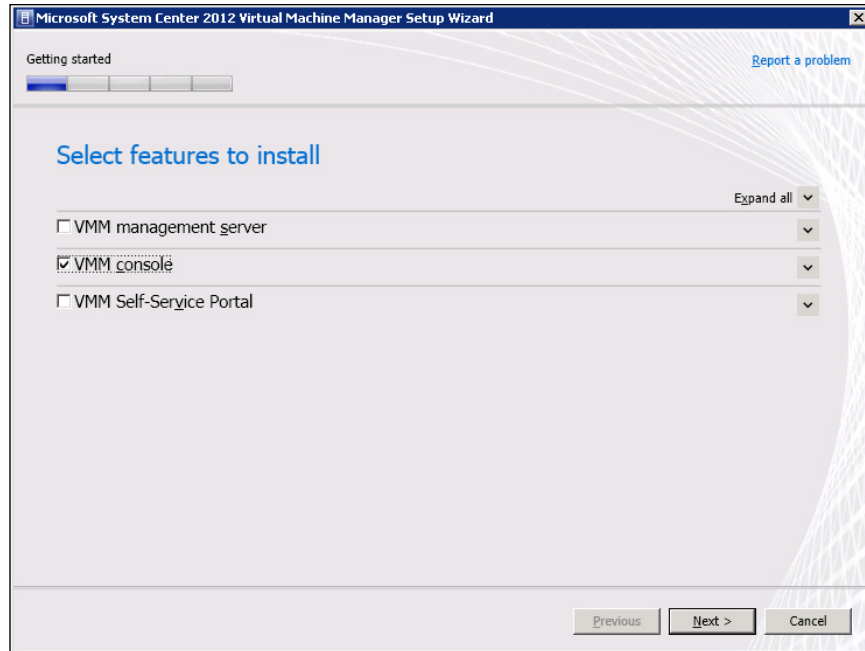 Microsoft System Center 2012 Virtual Machine Manager Setup Wizard
Getting started
Report a problem
Select features to install
Expand all
VMM management server
VMM console
VMM Self-Service Portal
Previous
Next >
Cancel